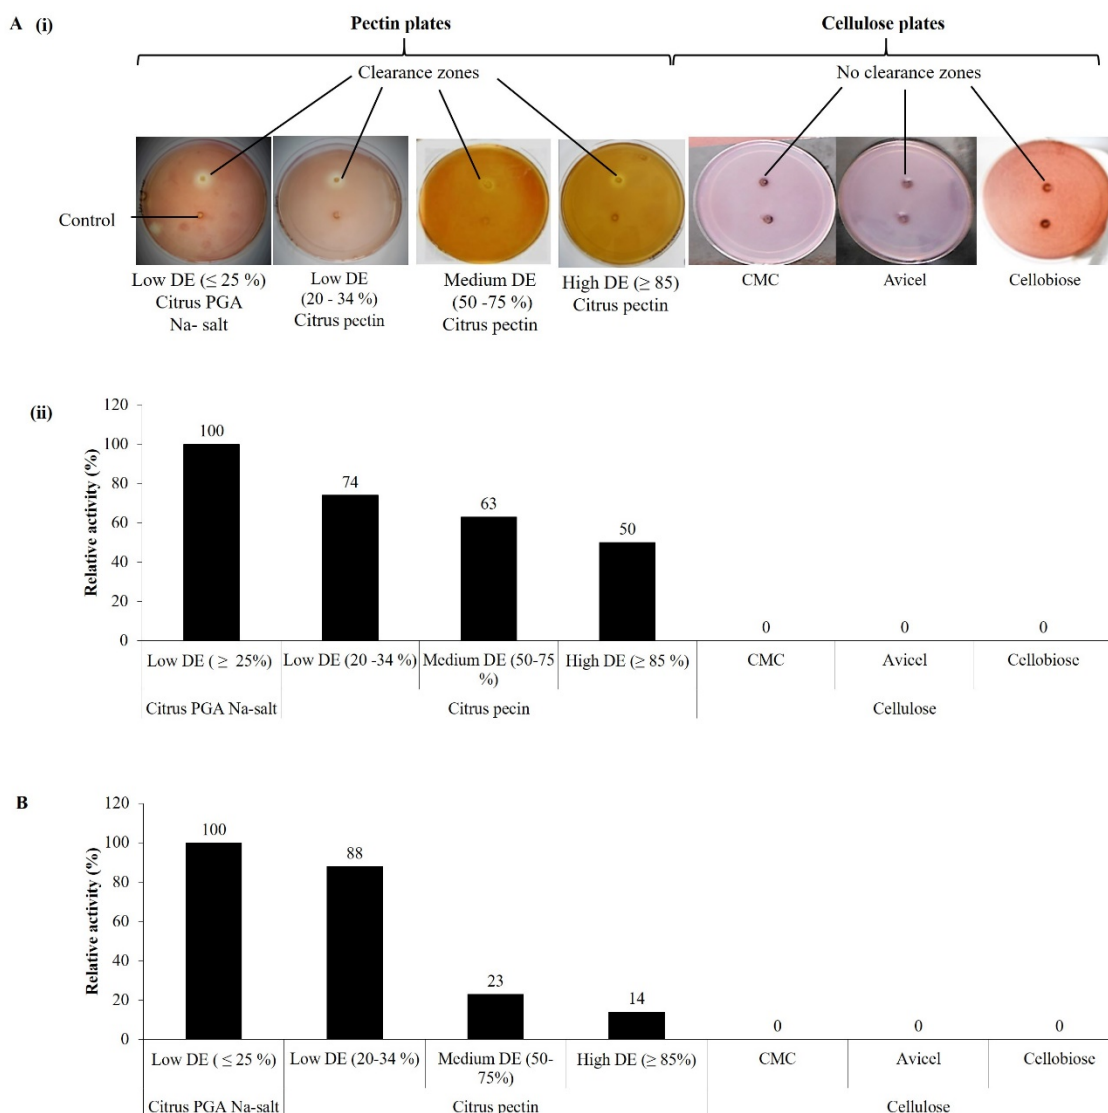 A (i)
Pectin plates
Cellulose plates
Clearance zones
No clearance zones
Control
Low DE (≤ 25 %)
Citrus PGA
Na- salt
Low DE
(20 - 34 %)
Citrus pectin
Medium DE
(50 -75 %)
Citrus pectin
High DE (≥ 85)
Citrus pectin
CMC
Avicel
Cellobiose
(ii)
Relative activity (%)
120
100
80
60
40
20
0
100
74
63
50
0
0
0
Low DE ( ≥ 25%)
Low DE (20 -34 %)
Medium DE (50-75
%)
High DE (≥ 85 %)
CMC
Avicel
Cellobiose
Citrus PGA Na-salt
Citrus pecin
Cellulose
B
Relative activity (%)
120
100
80
60
40
20
0
100
88
23
14
0
0
0
Low DE ( ≤ 25 %)
Low DE (20-34 %)
Medium DE (50-
75%)
High DE (≥ 85%)
CMC
Avicel
Cellobiose
Citrus PGA Na-salt
Citrus pectin
Cellulose